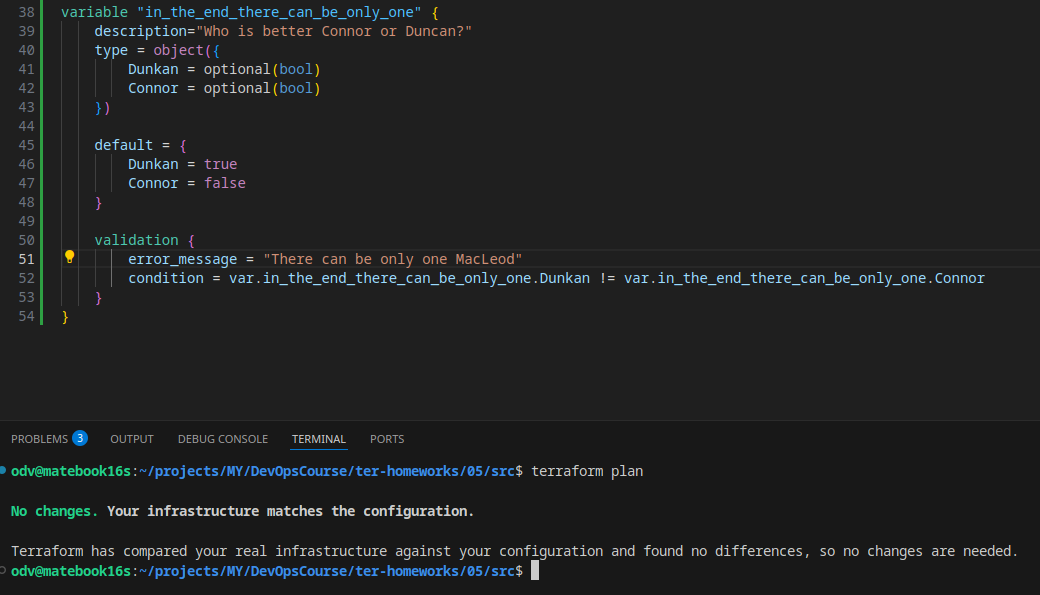 38 variable "in_the_end_there_can_be_only_one" {
39 description="Who is better Connor or Duncan?"
40 type = object({
41 Dunkan = optional(bool)
42 Connor = optional(bool)
43 })
44
45 default = {
46 Dunkan = true
47 Connor = false
48 }
49
50 validation {
51 error_message = "There can be only one MacLeod"
52 condition = var.in_the_end_there_can_be_only_one.Dunkan != var.in_the_end_there_can_be_only_one.Connor
53 }
54 }
PROBLEMS 3 OUTPUT DEBUG CONSOLE TERMINAL PORTS
odv@matebook16s:~/projects/MY/DevOpsCourse/ter-homeworks/05/src$ terraform plan
No changes. Your infrastructure matches the configuration.
Terraform has compared your real infrastructure against your configuration and found no differences, so no changes are needed.
odv@matebook16s:~/projects/MY/DevOpsCourse/ter-homeworks/05/src$